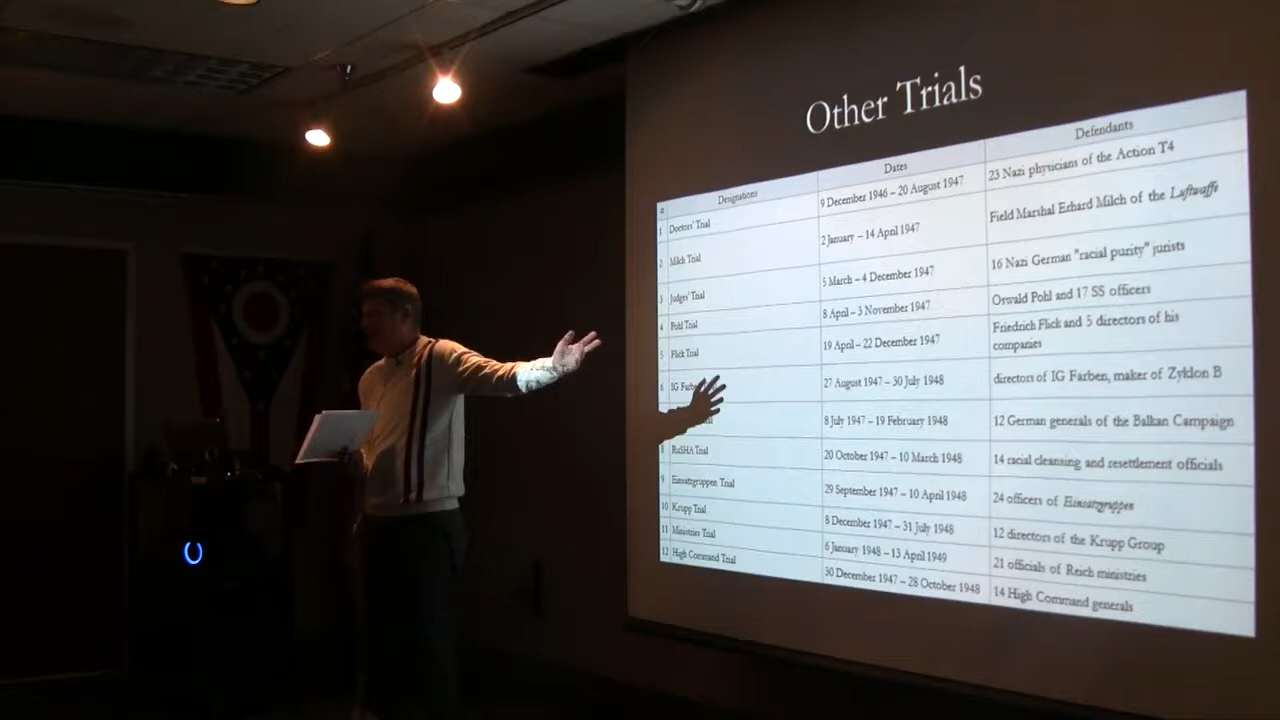 Other Trials
# Designations Dates Defendants
1 Doctors' Trial 9 December 1946 – 20 August 1947 23 Nazi physicians of the Action T4
2 Milch Trial 2 January – 14 April 1947 Field Marshal Erhard Milch of the Luftwaffe
3 Judges' Trial 5 March – 4 December 1947 16 Nazi German "racial purity" jurists
4 Pohl Trial 8 April – 3 November 1947 Oswald Pohl and 17 SS officers
5 Flick Trial 19 April – 22 December 1947 Friedrich Flick and 5 directors of his
companies
6 IG 27 August 1947 – 30 July 1948 directors of IG Farben, maker of Zyklon B
8 July 1947 – 19 February 1948 12 German generals of the Balkan Campaign
8 RuSHA Trial 20 October 1947 – 10 March 1948 14 racial cleansing and resettlement officials
9 Einsatzgruppen Trial 29 September 1947 – 10 April 1948 24 officers of Einsatzgruppen
10 Krupp Trial 8 December 1947 – 31 July 1948 12 directors of the Krupp Group
11 Ministries Trial 6 January 1948 – 13 April 1949 21 officials of Reich ministries
12 High Command Trial 30 December 1947 – 28 October 1948 14 High Command generals